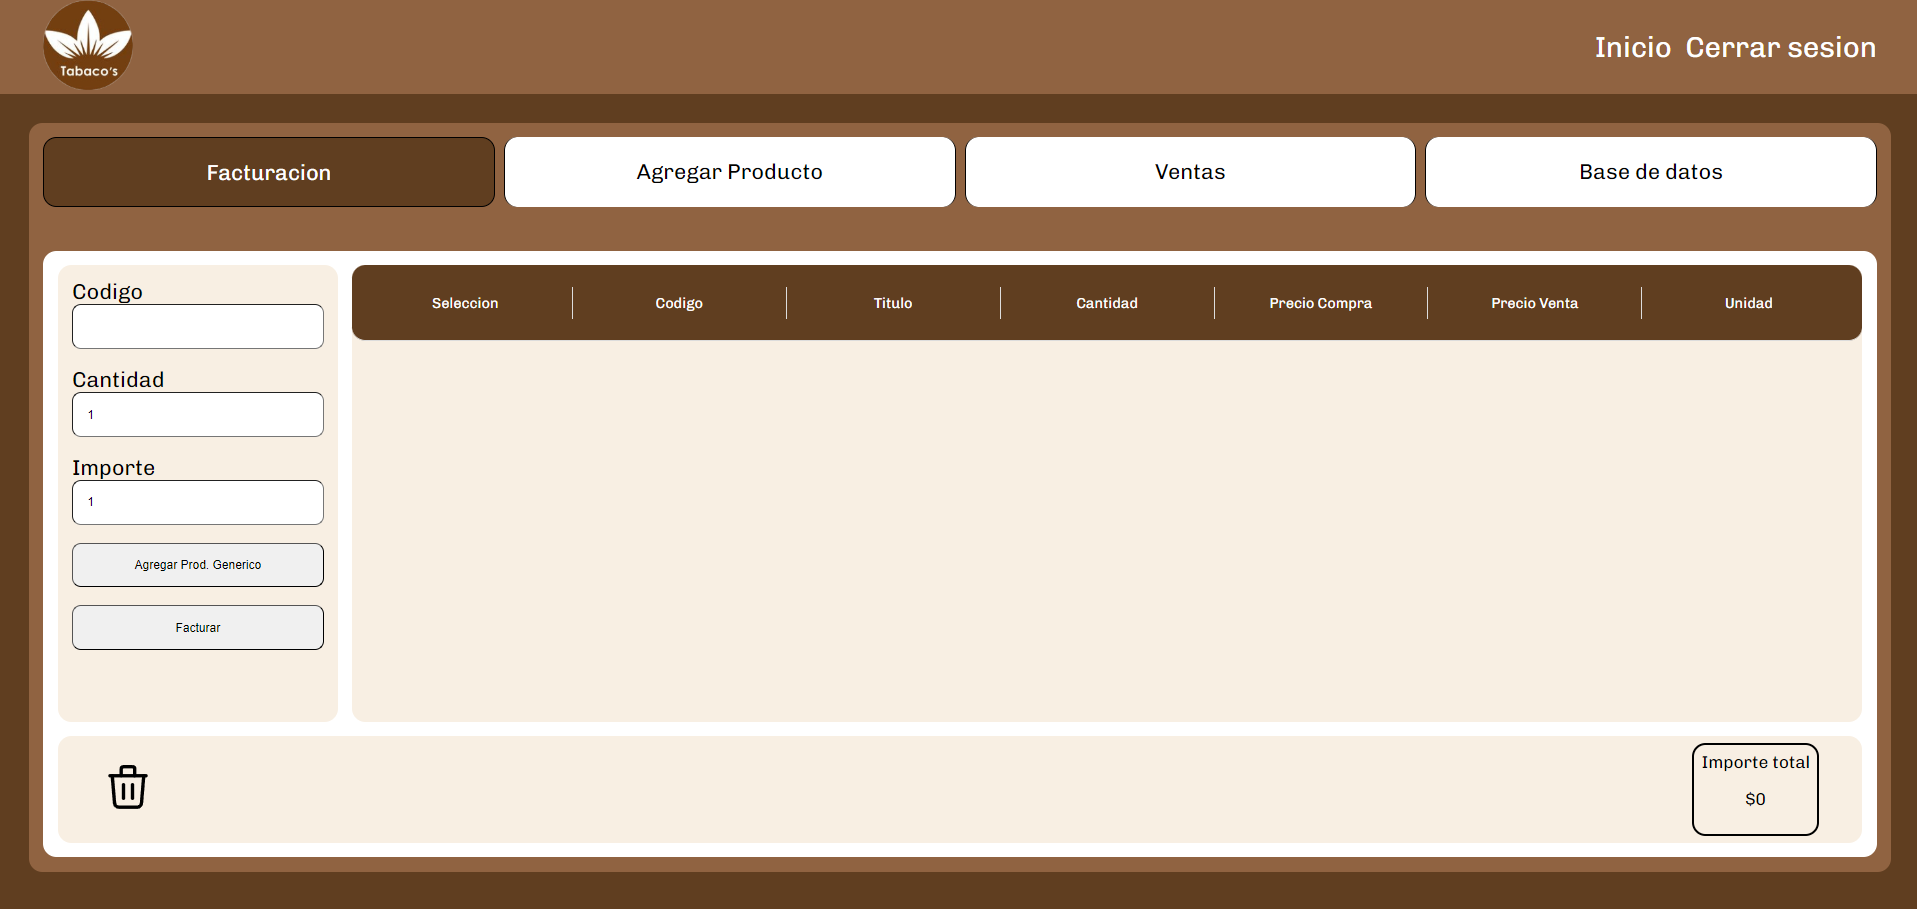 Tabaco's
Inicio Cerrar sesion
Facturacion
Agregar Producto
Ventas
Base de datos
Codigo
Cantidad
1
Importe
1
Agregar Prod. Generico
Facturar
Seleccion
Codigo
Titulo
Cantidad
Precio Compra
Precio Venta
Unidad
Importe total
$0